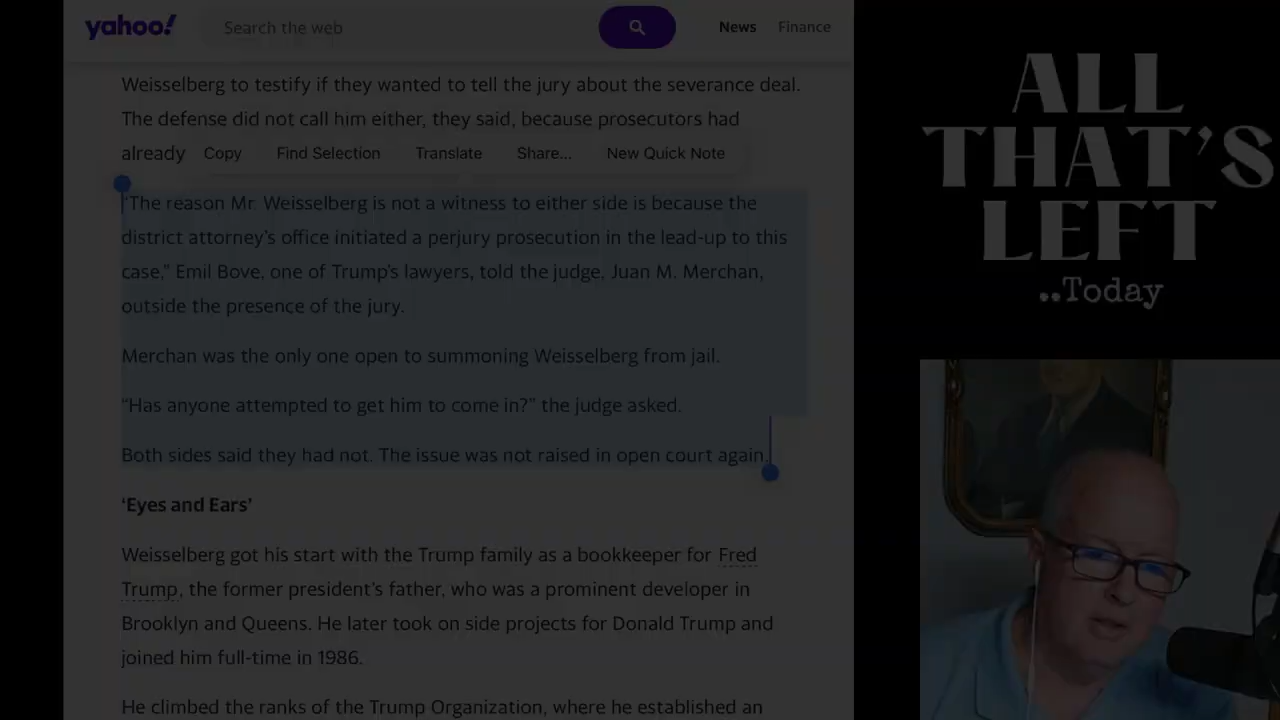 yahoo!
Search the web
News
Finance
Weisselberg to testify if they wanted to tell the jury about the severance deal.
The defense did not call him either, they said, because prosecutors had
already
Copy
Find Selection
Translate
Share...
New Quick Note
“The reason Mr. Weisselberg is not a witness to either side is because the
district attorney’s office initiated a perjury prosecution in the lead-up to this
case,” Emil Bove, one of Trump’s lawyers, told the judge, Juan M. Merchan,
outside the presence of the jury.
Merchan was the only one open to summoning Weisselberg from jail.
“Has anyone attempted to get him to come in?” the judge asked.
Both sides said they had not. The issue was not raised in open court again.
‘Eyes and Ears’
Weisselberg got his start with the Trump family as a bookkeeper for Fred
Trump, the former president’s father, who was a prominent developer in
Brooklyn and Queens. He later took on side projects for Donald Trump and
joined him full-time in 1986.
He climbed the ranks of the Trump Organization, where he established an
ALL
THAT’S
LEFT
..Today